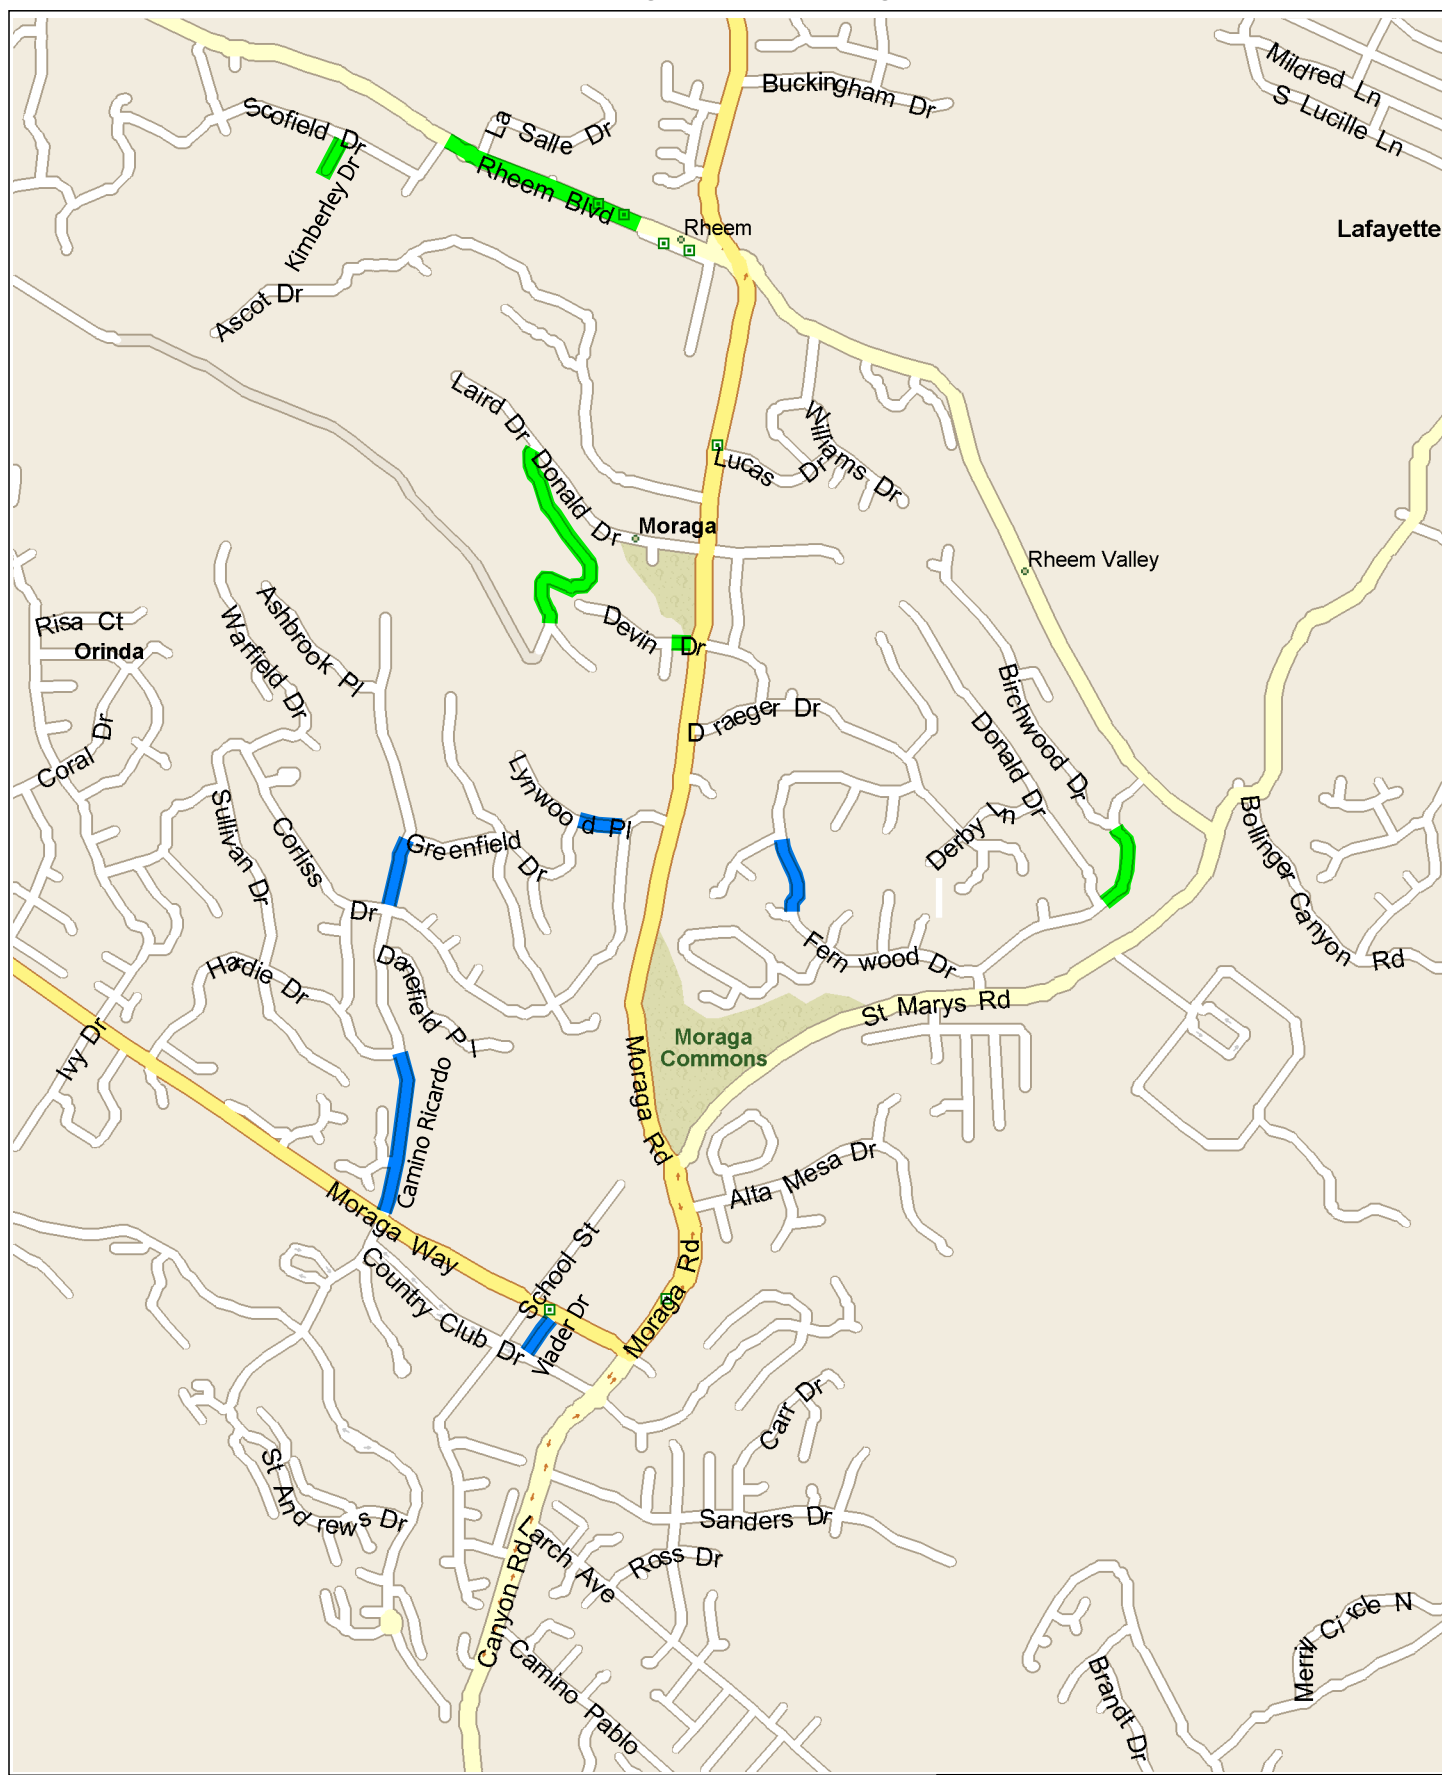 Buckingham Dr
Mildred Ln
S Lucille Ln
Scofield Dr
La Salle Dr
Kimberley Dr
Rheem Blvd
Rheem
Lafayette
Ascot Dr
Laird Dr
Williams Dr
Lucas Dr
Donald Dr
Moraga
Rheem Valley
Risa Ct
Orinda
Warfield Dr
Ashbrook Pl
Devin Dr
Draeger Dr
Birchwood Dr
Donald Dr
Coral Dr
Lynwood Pl
Sullivan Dr
Corliss Dr
Greenfield Dr
Derby Ln
Bollinger Canyon Rd
Hardie Dr
Danefield Pl
Fernwood Dr
St Marys Rd
Ivy Dr
Moraga
Commons
Moraga Rd
Camino Ricardo
Alta Mesa Dr
Moraga Way
School St
Moraga Rd
Country Club Dr
Viader Dr
Carr Dr
St Andrews Dr
Sanders Dr
Larch Ave
Ross Dr
Canyon Rd
Camino Pablo
Merrill Circle N
Brandt Dr